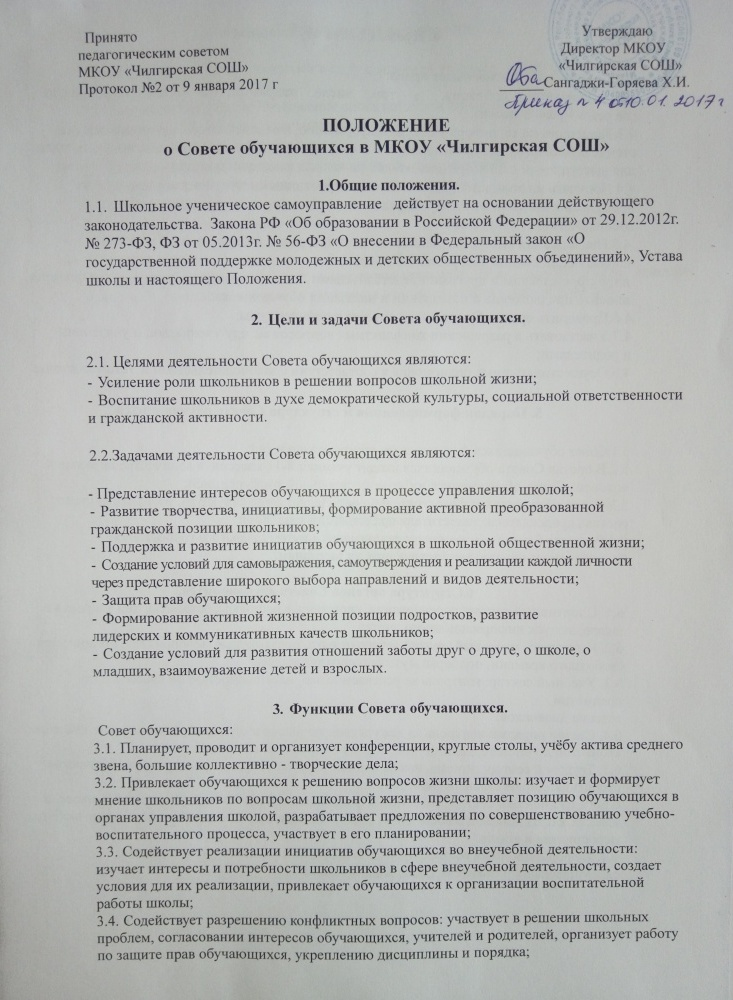 Принято
педагогическим советом
МКОУ «Чилгирская СОШ»
Протокол №2 от 9 января 2017 г
Утверждаю
Директор МКОУ
«Чилгирская СОШ»
Сангаджи-Горяева Х.И.
Приказ № 4 от 10.01.2017г
ПОЛОЖЕНИЕ
о Совете обучающихся в МКОУ «Чилгирская СОШ»
1.Общие положения.
1.1. Школьное ученическое самоуправление действует на основании действующего
законодательства. Закона РФ «Об образовании в Российской Федерации» от 29.12.2012г.
№ 273-ФЗ, ФЗ от 05.2013г. № 56-ФЗ «О внесении в Федеральный закон «О
государственной поддержке молодежных и детских общественных объединений», Устава
школы и настоящего Положения.
2. Цели и задачи Совета обучающихся.
2.1. Целями деятельности Совета обучающихся являются:
- Усиление роли школьников в решении вопросов школьной жизни;
- Воспитание школьников в духе демократической культуры, социальной ответственности
и гражданской активности.
2.2.Задачами деятельности Совета обучающихся являются:
- Представление интересов обучающихся в процессе управления школой;
- Развитие творчества, инициативы, формирование активной преобразованной
гражданской позиции школьников;
- Поддержка и развитие инициатив обучающихся в школьной общественной жизни;
- Создание условий для самовыражения, самоутверждения и реализации каждой личности
через представление широкого выбора направлений и видов деятельности;
- Защита прав обучающихся;
- Формирование активной жизненной позиции подростков, развитие
лидерских и коммуникативных качеств школьников;
- Создание условий для развития отношений заботы друг о друге, о школе, о
младших, взаимоуважение детей и взрослых.
3. Функции Совета обучающихся.
Совет обучающихся:
3.1. Планирует, проводит и организует конференции, круглые столы, учёбу актива среднего
звена, большие коллективно - творческие дела;
3.2. Привлекает обучающихся к решению вопросов жизни школы: изучает и формирует
мнение школьников по вопросам школьной жизни, представляет позицию обучающихся в
органах управления школой, разрабатывает предложения по совершенствованию учебно-
воспитательного процесса, участвует в его планировании;
3.3. Содействует реализации инициатив обучающихся во внеучебной деятельности:
изучает интересы и потребности школьников в сфере внеучебной деятельности, создает
условия для их реализации, привлекает обучающихся к организации воспитательной
работы школы;
3.4. Содействует разрешению конфликтных вопросов: участвует в решении школьных
проблем, согласовании интересов обучающихся, учителей и родителей, организует работу
по защите прав обучающихся, укреплению дисциплины и порядка;